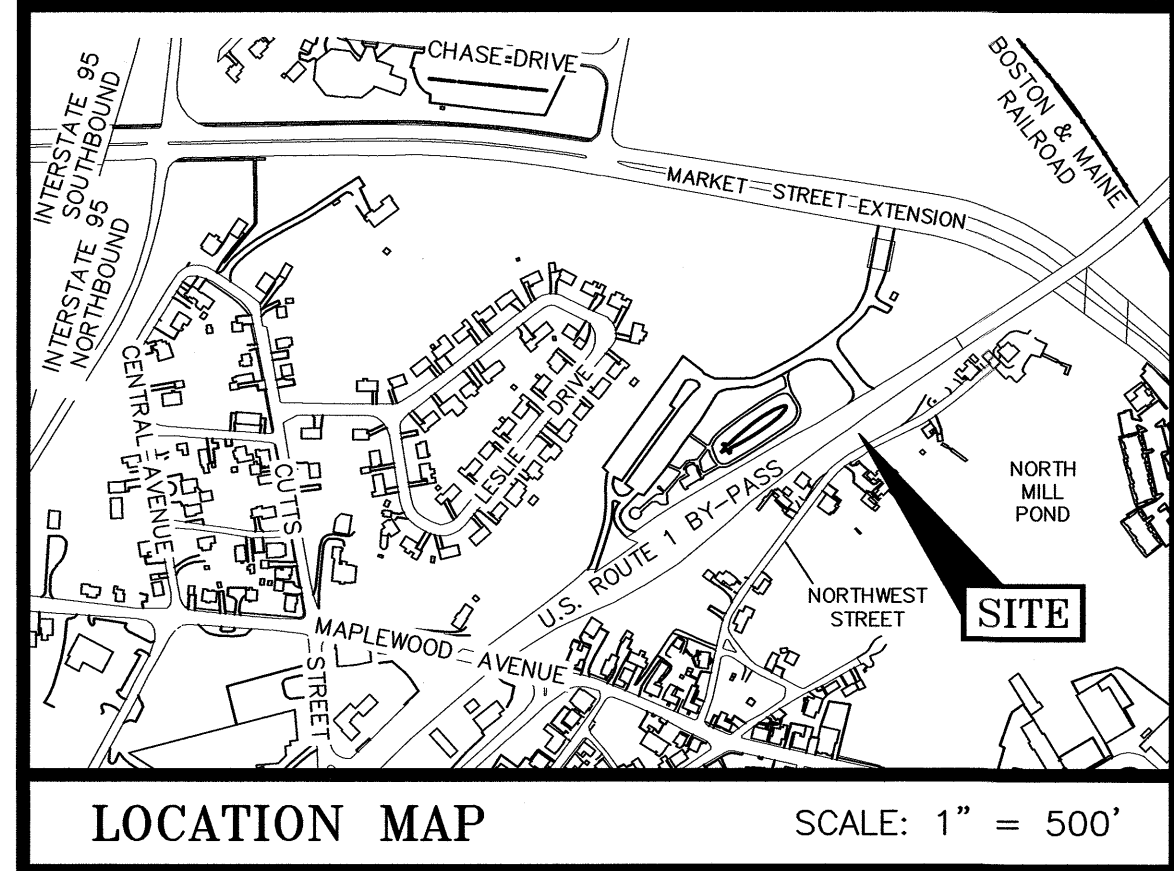 CHASE DRIVE
INTERSTATE 95
SOUTHBOUND
INTERSTATE 95
NORTHBOUND
BOSTON & MAINE
RAILROAD
MARKET STREET EXTENSION
CENTRAL AVENUE
CUTTS
STREET
LESLIE DRIVE
U.S. ROUTE 1 BY-PASS
NORTH
MILL
POND
NORTHWEST
STREET
SITE
MAPLEWOOD AVENUE
LOCATION MAP
SCALE: 1" = 500'